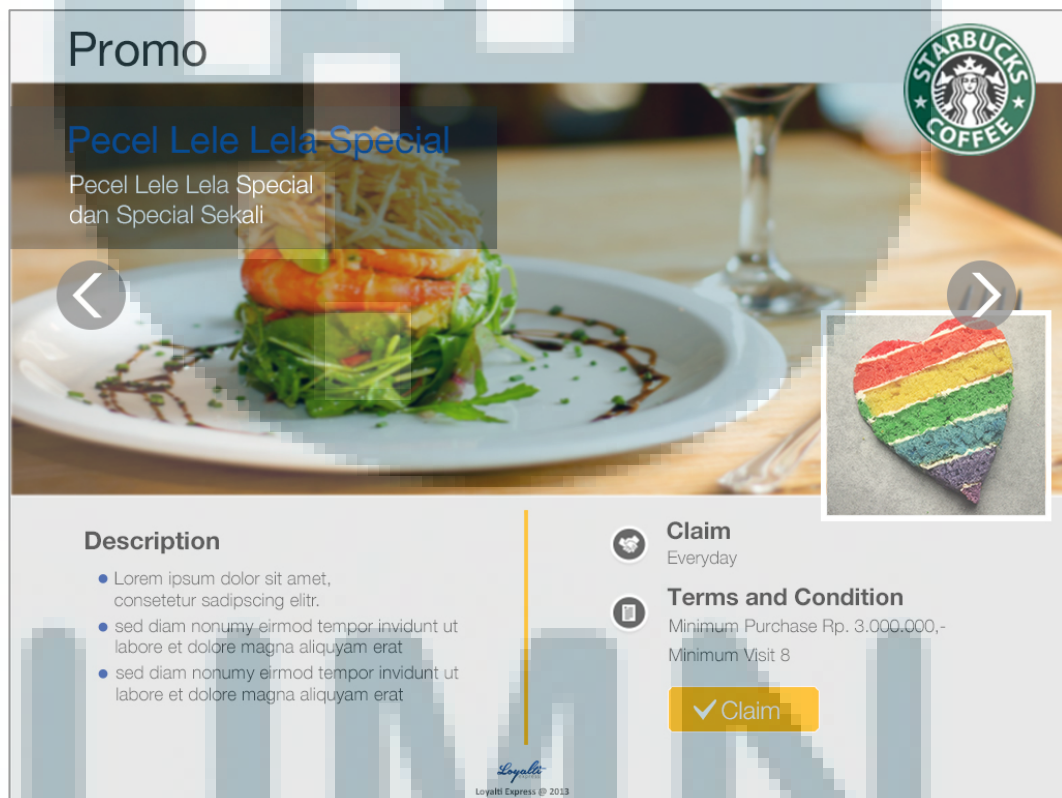 Promo
STARBUCKS
COFFEE
Pecel Lele Lela Special
Pecel Lele Lela Special
dan Special Sekali
Description
Lorem ipsum dolor sit amet,
consetetur sadipscing elitr.
sed diam nonumy eirmod tempor invidunt ut
labore et dolore magna aliquyam erat
sed diam nonumy eirmod tempor invidunt ut
labore et dolore magna aliquyam erat
Claim
Everyday
Terms and Condition
Minimum Purchase Rp. 3.000.000,-
Minimum Visit 8
Claim
Loyalti
EXPRESS
Loyalti Express @ 2013